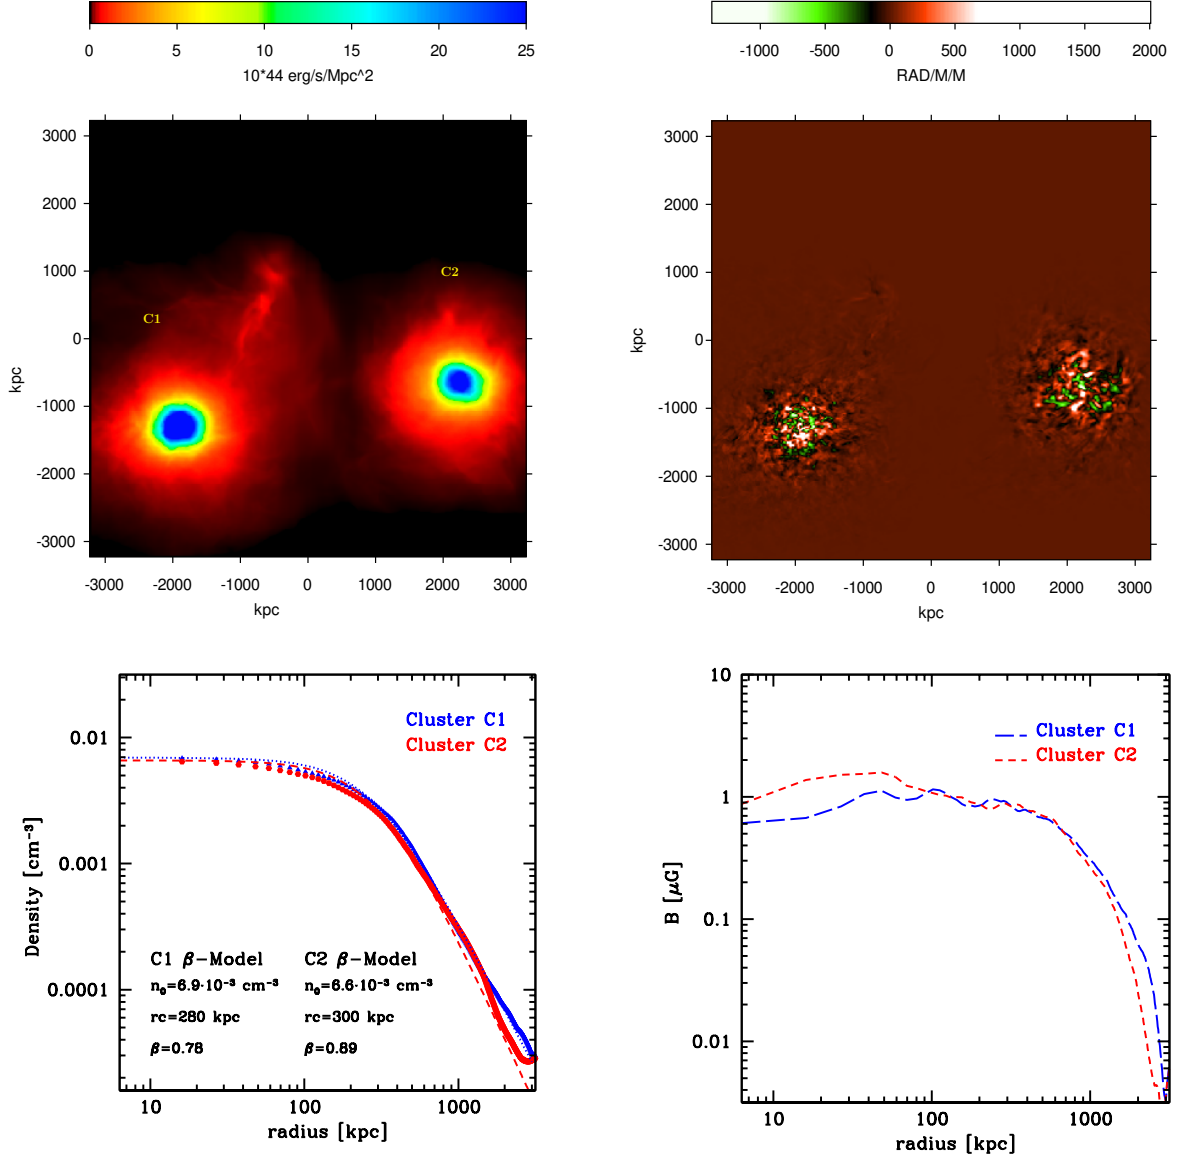 0 5 10 15 20 25
10*44 erg/s/Mpc^2
-1000 -500 0 500 1000 1500 2000
RAD/M/M
3000
2000
1000
0
-1000
-2000
-3000
kpc
C1
C2
-3000 -2000 -1000 0 1000 2000 3000
kpc
3000
2000
1000
0
-1000
-2000
-3000
kpc
-3000 -2000 -1000 0 1000 2000 3000
kpc
Cluster C1
Cluster C2
0.01
0.001
0.0001
Density [cm⁻³]
C1 β-Model
n₀=6.9·10⁻³ cm⁻³
rc=280 kpc
β=0.78
C2 β-Model
n₀=6.6·10⁻³ cm⁻³
rc=300 kpc
β=0.89
10 100 1000
radius [kpc]
Cluster C1
Cluster C2
10
1
0.1
0.01
B [μG]
10 100 1000
radius [kpc]